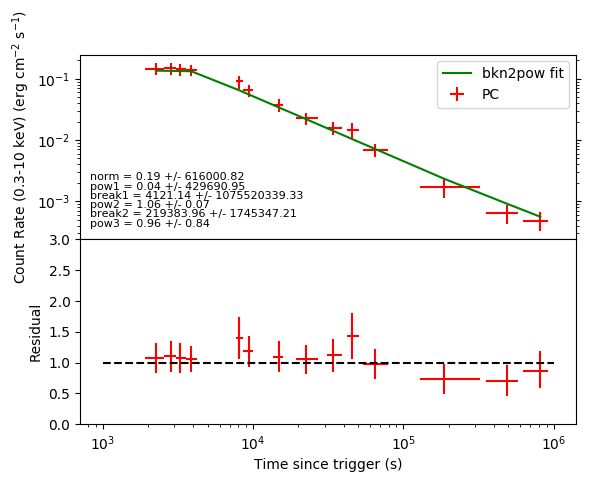 Count Rate (0.3-10 keV) (erg cm⁻² s⁻¹)
10⁻¹
10⁻²
10⁻³
bkn2pow fit
PC
norm = 0.19 +/- 616000.82
pow1 = 0.04 +/- 429690.95
break1 = 4121.14 +/- 1075520339.33
pow2 = 1.06 +/- 0.07
break2 = 219383.96 +/- 1745347.21
pow3 = 0.96 +/- 0.84
Residual
3.0
2.5
2.0
1.5
1.0
0.5
0.0
10³ 10⁴ 10⁵ 10⁶
Time since trigger (s)